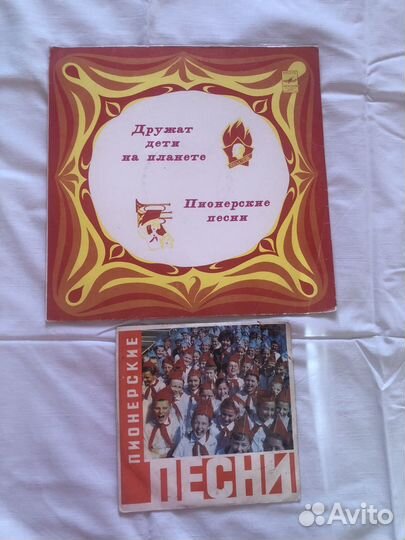 Дружат
дети
на планете
Пионерские
песни
ПИОНЕРСКИЕ
ПЕСНИ
Avito